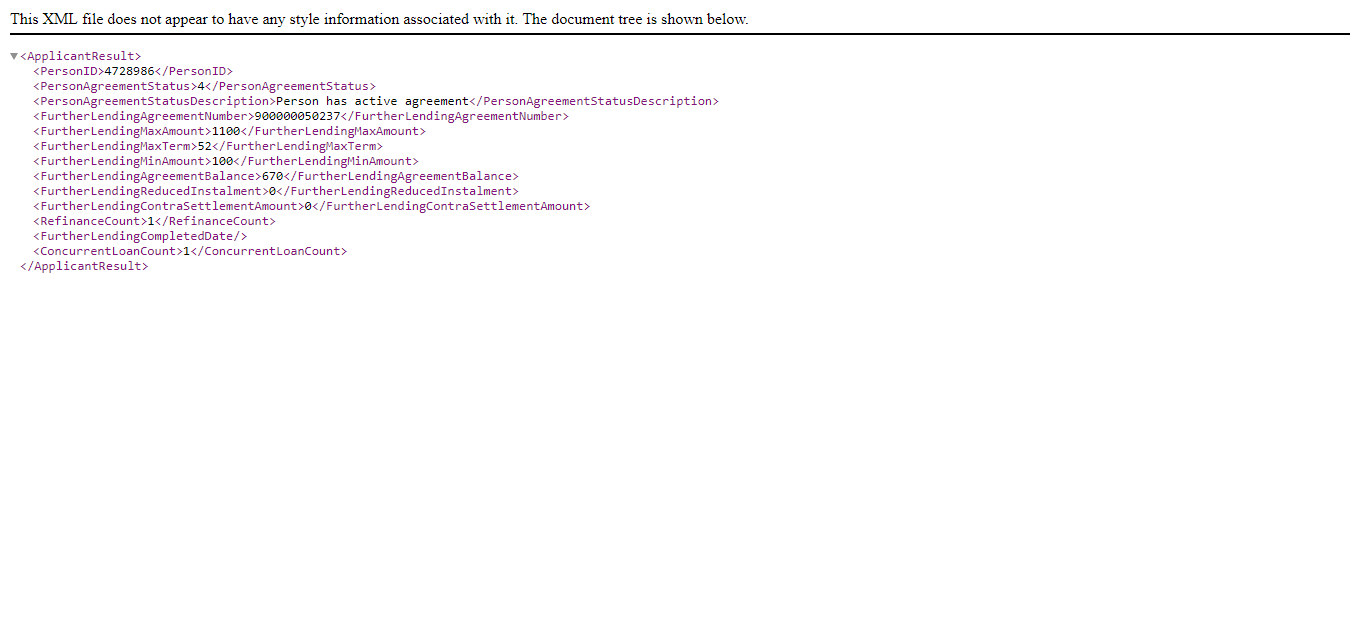 This XML file does not appear to have any style information associated with it. The document tree is shown below.
▼<ApplicantResult>
<PersonID>4728986</PersonID>
<PersonAgreementStatus>4</PersonAgreementStatus>
<PersonAgreementStatusDescription>Person has active agreement</PersonAgreementStatusDescription>
<FurtherLendingAgreementNumber>900000050237</FurtherLendingAgreementNumber>
<FurtherLendingMaxAmount>1100</FurtherLendingMaxAmount>
<FurtherLendingMaxTerm>52</FurtherLendingMaxTerm>
<FurtherLendingMinAmount>100</FurtherLendingMinAmount>
<FurtherLendingAgreementBalance>670</FurtherLendingAgreementBalance>
<FurtherLendingReducedInstalment>0</FurtherLendingReducedInstalment>
<FurtherLendingContraSettlementAmount>0</FurtherLendingContraSettlementAmount>
<RefinanceCount>1</RefinanceCount>
<FurtherLendingCompletedDate/>
<ConcurrentLoanCount>1</ConcurrentLoanCount>
</ApplicantResult>